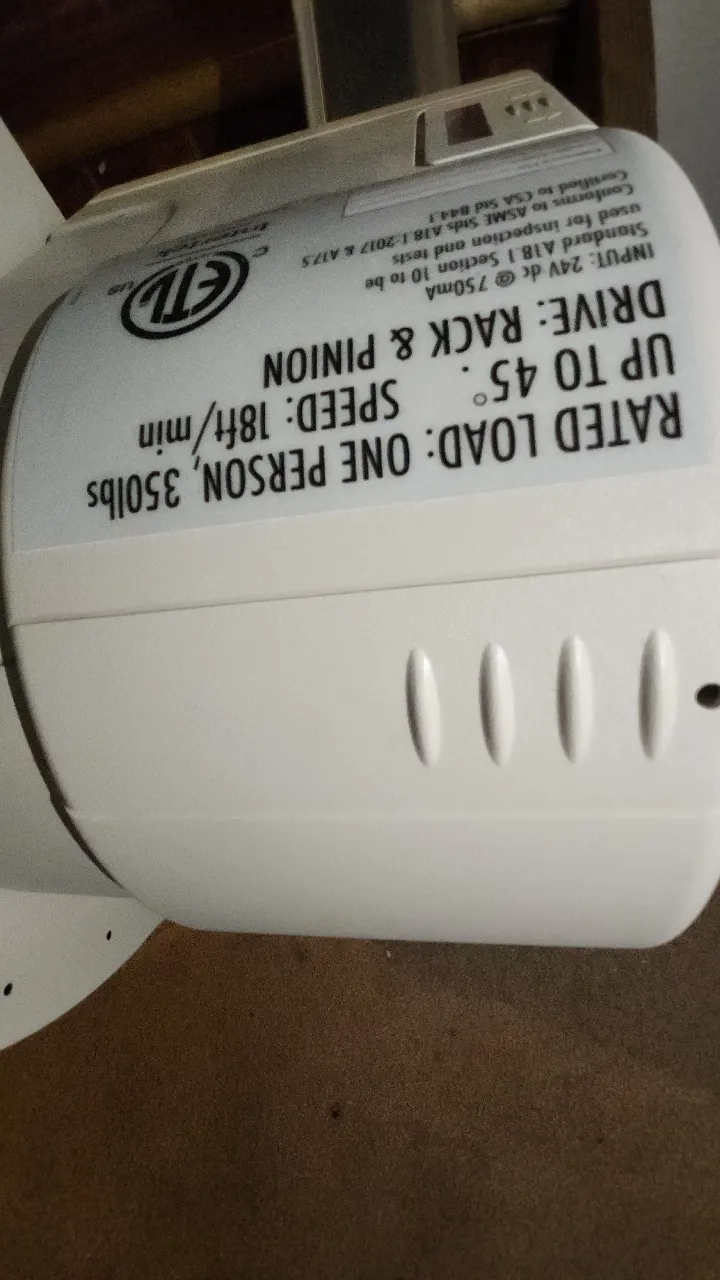 RATED LOAD: ONE PERSON, 350lbs
UP TO 45°. SPEED: 18ft/min
DRIVE: RACK & PINION
INPUT: 24V dc @ 750mA
Standard A18.1 Section 10 to be
used for inspection and tests
Conforms to ASME Stds A18.1-2017 & A17.5
Certified to CSA Std B44.1
C ETL US
Intertek